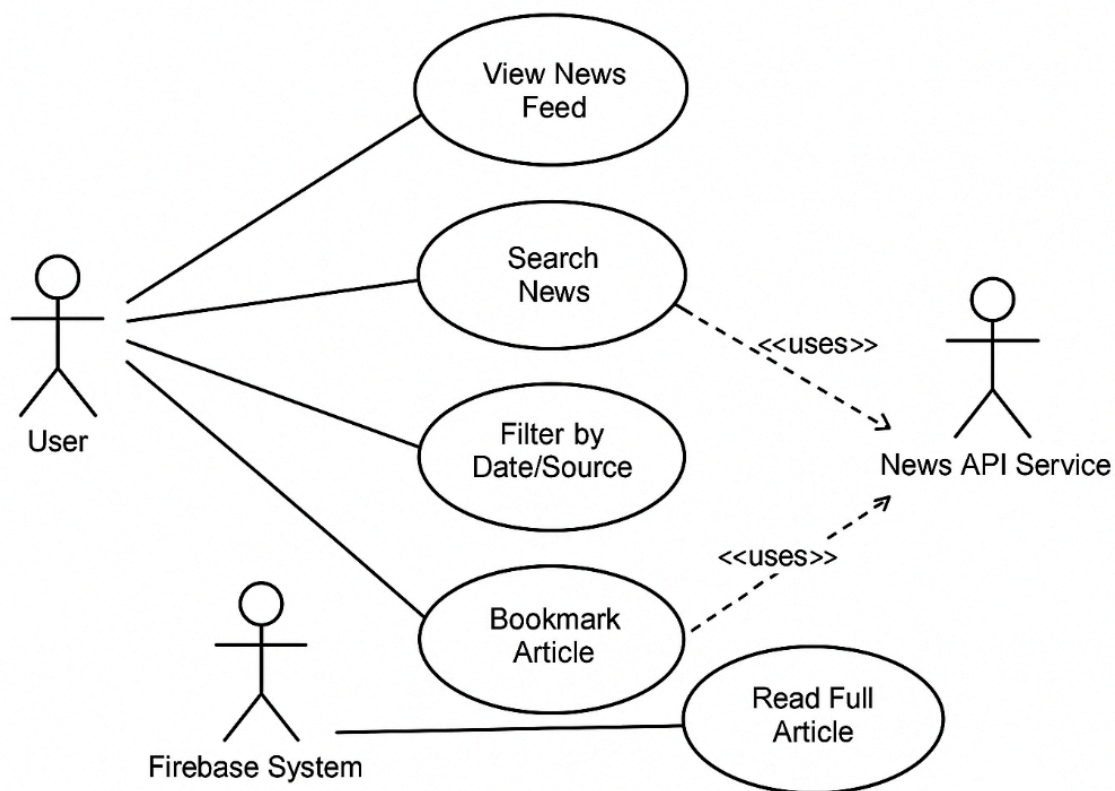 View News
Feed
Search
News
<<uses>>
User
Filter by
Date/Source
News API Service
<<uses>>
Bookmark
Article
Read Full
Article
Firebase System